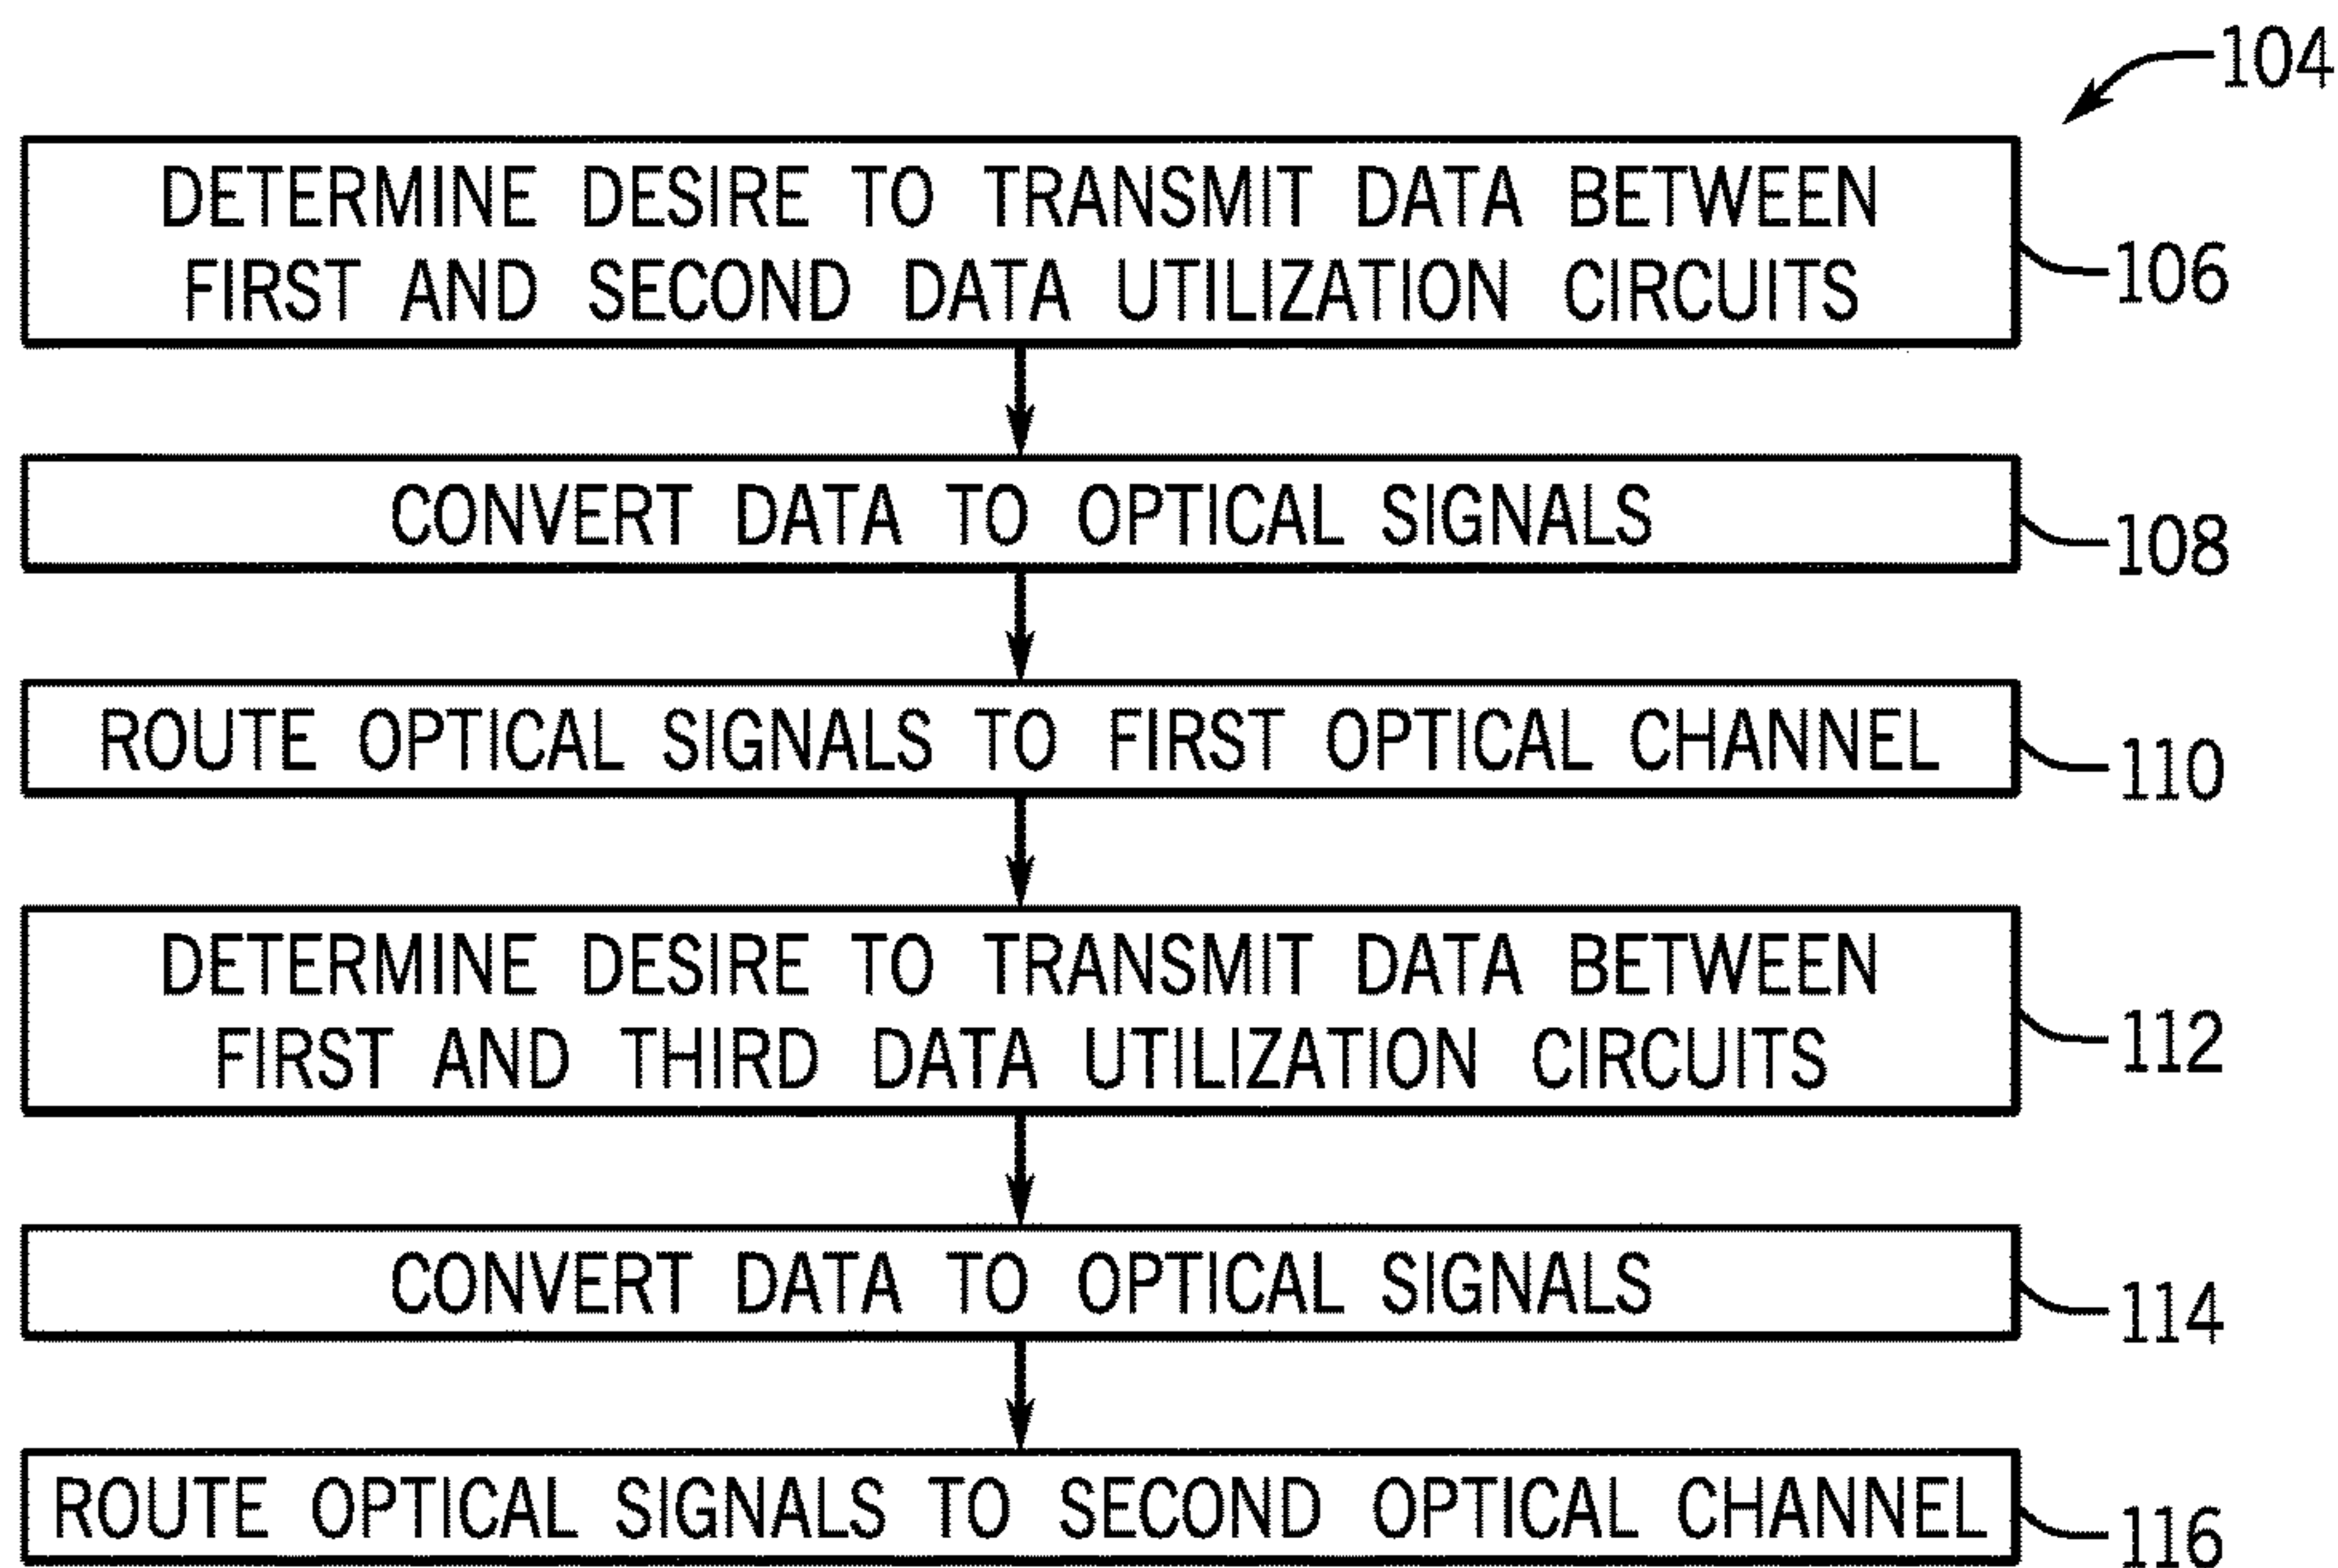 104
DETERMINE DESIRE TO TRANSMIT DATA BETWEEN
FIRST AND SECOND DATA UTILIZATION CIRCUITS
106
CONVERT DATA TO OPTICAL SIGNALS
108
ROUTE OPTICAL SIGNALS TO FIRST OPTICAL CHANNEL
110
DETERMINE DESIRE TO TRANSMIT DATA BETWEEN
FIRST AND THIRD DATA UTILIZATION CIRCUITS
112
CONVERT DATA TO OPTICAL SIGNALS
114
ROUTE OPTICAL SIGNALS TO SECOND OPTICAL CHANNEL
116